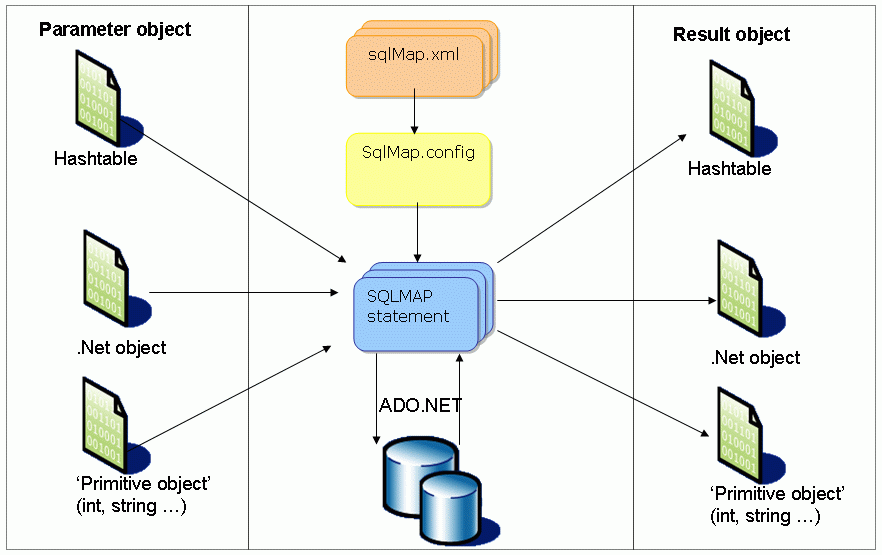 Parameter object
Hashtable
.Net object
‘Primitive object’
(int, string ...)
sqlMap.xml
SqlMap.config
SQLMAP
statement
ADO.NET
Result object
Hashtable
.Net object
‘Primitive object’
(int, string ...)